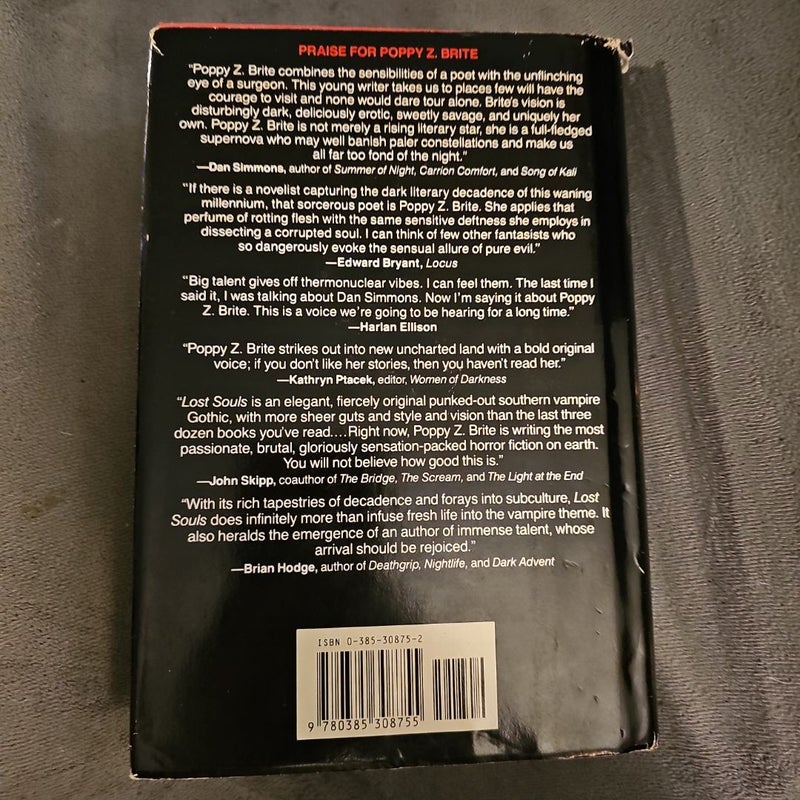 PRAISE FOR POPPY Z. BRITE
“Poppy Z. Brite combines the sensibilities of a poet with the unflinching
eye of a surgeon. This young writer takes us to places few will have the
courage to visit and none would dare tour alone. Brite's vision is
disturbingly dark, deliciously erotic, sweetly savage, and uniquely her
own. Poppy Z. Brite is not merely a rising literary star, she is a full-fledged
supernova who may well banish paler constellations and make us
all far too fond of the night.”
—Dan Simmons, author of Summer of Night, Carrion Comfort, and Song of Kali
“If there is a novelist capturing the dark literary decadence of this waning
millennium, that sorcerous poet is Poppy Z. Brite. She applies that
perfume of rotting flesh with the same sensitive deftness she employs in
dissecting a corrupted soul. I can think of few other fantasists who
so dangerously evoke the sensual allure of pure evil.”
—Edward Bryant, Locus
“Big talent gives off thermonuclear vibes. I can feel them. The last time I
said it, I was talking about Dan Simmons. Now I'm saying it about Poppy
Z. Brite. This is a voice we're going to be hearing for a long time.”
—Harlan Ellison
“Poppy Z. Brite strikes out into new uncharted land with a bold original
voice; if you don't like her stories, then you haven't read her.”
—Kathryn Ptacek, editor, Women of Darkness
“Lost Souls is an elegant, fiercely original punked-out southern vampire
Gothic, with more sheer guts and style and vision than the last three
dozen books you've read....Right now, Poppy Z. Brite is writing the most
passionate, brutal, gloriously sensation-packed horror fiction on earth.
You will not believe how good this is.”
—John Skipp, coauthor of The Bridge, The Scream, and The Light at the End
“With its rich tapestries of decadence and forays into subculture, Lost
Souls does infinitely more than infuse fresh life into the vampire theme. It
also heralds the emergence of an author of immense talent, whose
arrival should be rejoiced.”
—Brian Hodge, author of Deathgrip, Nightlife, and Dark Advent
ISBN 0-385-30875-2
9 780385 308755